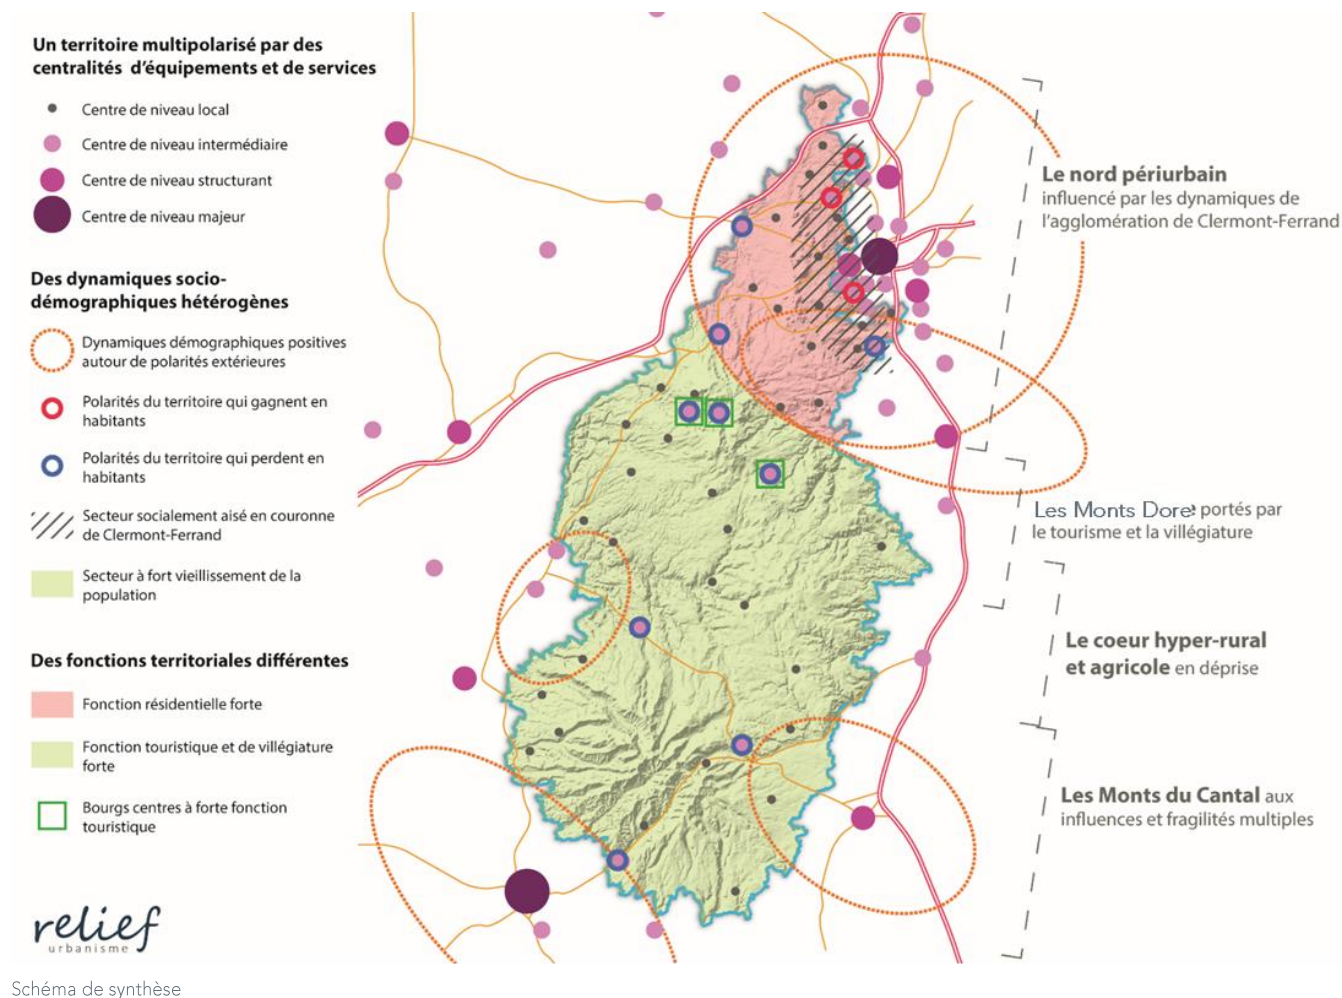 Un territoire multipolarisé par des
centralités d'équipements et de services
Centre de niveau local
Centre de niveau intermédiaire
Centre de niveau structurant
Centre de niveau majeur
Des dynamiques socio-
démographiques hétérogènes
Dynamiques démographiques positives
autour de polarités extérieures
Polarités du territoire qui gagnent en
habitants
Polarités du territoire qui perdent en
habitants
Secteur socialement aisé en couronne
de Clermont-Ferrand
Secteur à fort vieillissement de la
population
Des fonctions territoriales différentes
Fonction résidentielle forte
Fonction touristique et de villégiature
forte
Bourgs centres à forte fonction
touristique
relief
urbanisme
Le nord périurbain
influencé par les dynamiques de
l'agglomération de Clermont-Ferrand
Les Monts Dore portés par
le tourisme et la villégiature
Le coeur hyper-rural
et agricole en déprise
Les Monts du Cantal aux
influences et fragilités multiples
Schéma de synthèse